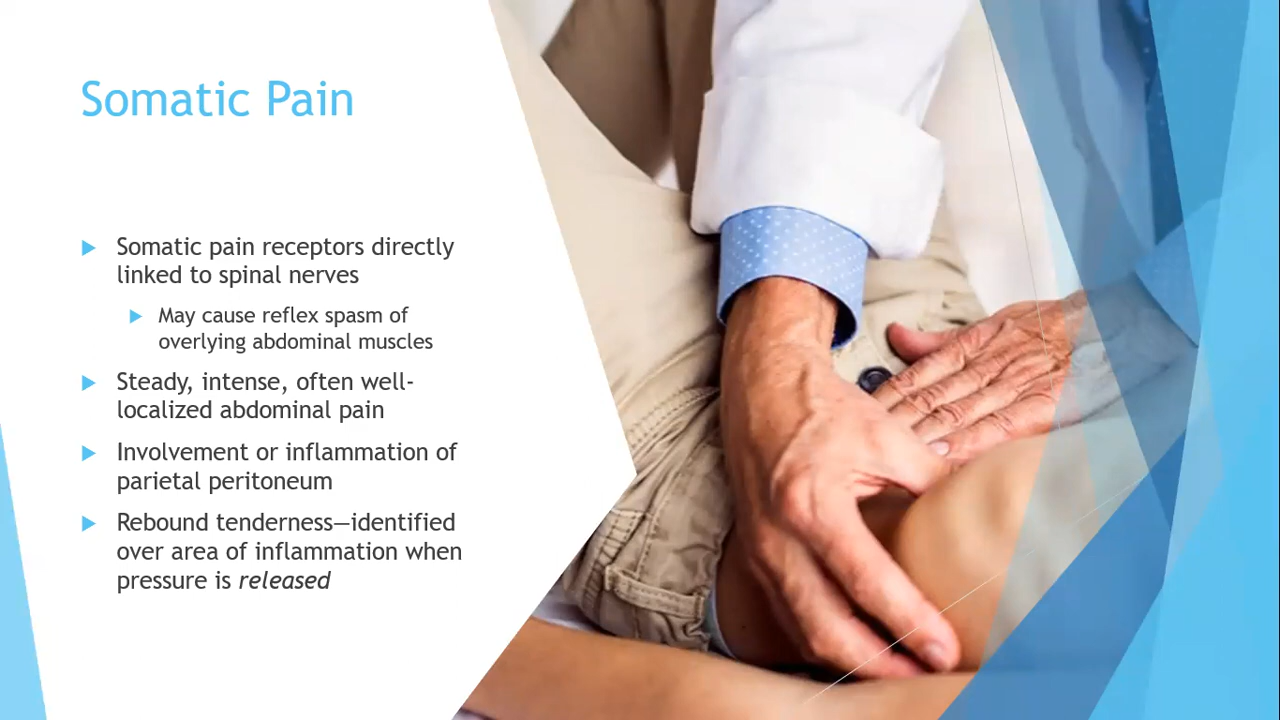 Somatic Pain
Somatic pain receptors directly
linked to spinal nerves
May cause reflex spasm of
overlying abdominal muscles
Steady, intense, often well-
localized abdominal pain
Involvement or inflammation of
parietal peritoneum
Rebound tenderness—identified
over area of inflammation when
pressure is released